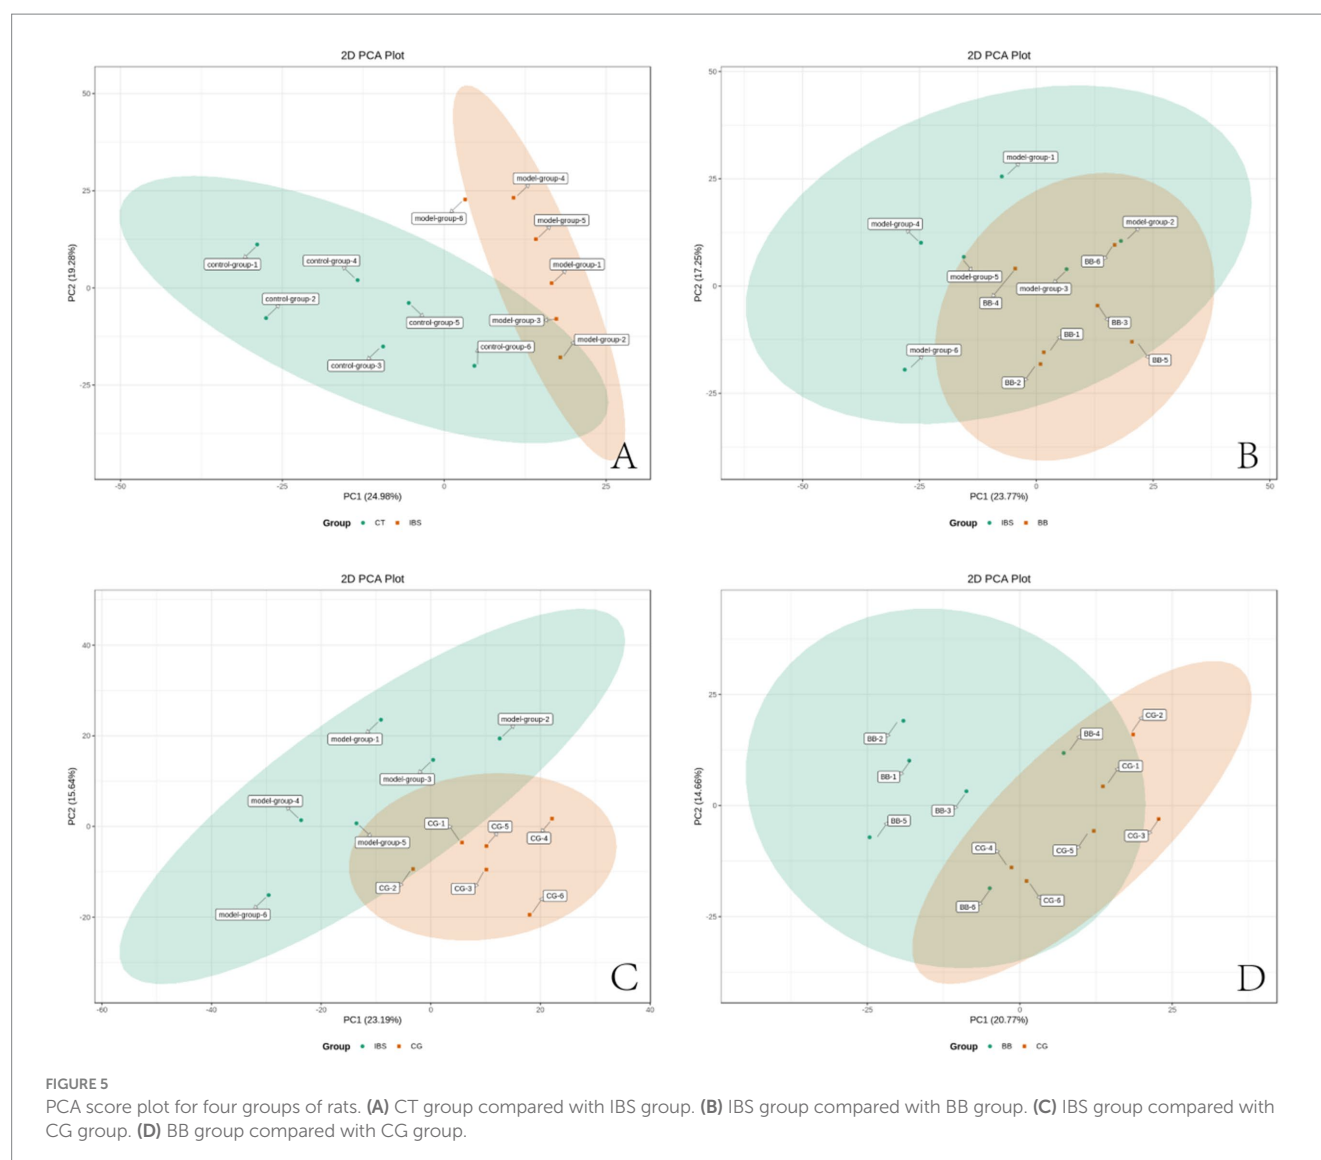 2D PCA Plot
PC2 (19.28%)
50
25
0
-25
model-group-4
model-group-6
model-group-5
control-group-1
control-group-4
model-group-1
control-group-2
model-group-3
control-group-5
model-group-2
control-group-6
control-group-3
A
-50
-25
0
25
PC1 (24.98%)
Group CT IBS
2D PCA Plot
PC2 (17.25%)
50
25
0
-25
model-group-1
model-group-4
model-group-2
BB-6
model-group-5
model-group-3
BB-4
BB-3
BB-1
model-group-6
BB-5
BB-2
B
-50
-25
0
25
50
PC1 (23.77%)
Group IBS BB
2D PCA Plot
PC2 (15.64%)
40
20
0
-20
model-group-2
model-group-1
model-group-3
model-group-4
CG-1
CG-5
CG-4
model-group-5
CG-2
CG-3
CG-6
model-group-6
C
-60
-40
-20
0
20
40
PC1 (23.19%)
Group IBS CG
2D PCA Plot
PC2 (14.66%)
25
0
-25
CG-2
BB-4
BB-2
CG-1
BB-1
BB-3
BB-5
CG-3
CG-4
CG-5
CG-6
BB-6
D
-25
0
25
PC1 (20.77%)
Group BB CG
FIGURE 5
PCA score plot for four groups of rats. (A) CT group compared with IBS group. (B) IBS group compared with BB group. (C) IBS group compared with
CG group. (D) BB group compared with CG group.